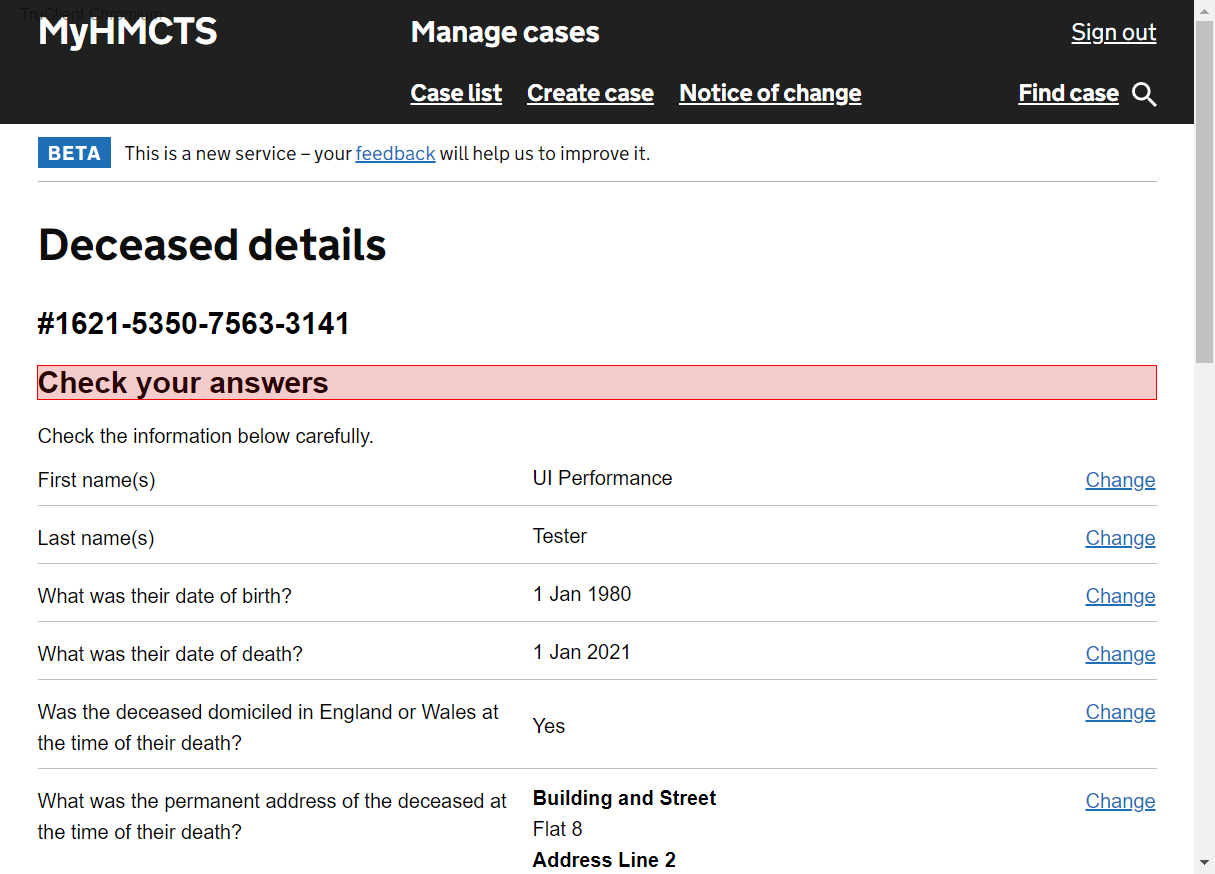 TruClient Chromium
MyHMCTS
Manage cases
Sign out
Case list
Create case
Notice of change
Find case
BETA
This is a new service – your feedback will help us to improve it.
Deceased details
#1621-5350-7563-3141
Check your answers
Check the information below carefully.
First name(s)
UI Performance
Change
Last name(s)
Tester
Change
What was their date of birth?
1 Jan 1980
Change
What was their date of death?
1 Jan 2021
Change
Was the deceased domiciled in England or Wales at
the time of their death?
Yes
Change
What was the permanent address of the deceased at
the time of their death?
Building and Street
Flat 8
Address Line 2
Change